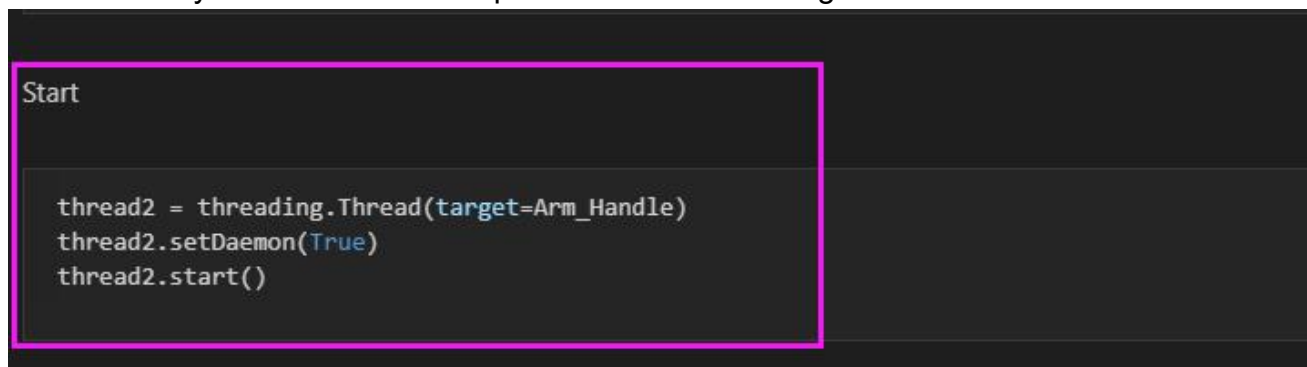 Start
thread2 = threading.Thread(target=Arm_Handle)
thread2.setDaemon(True)
thread2.start()